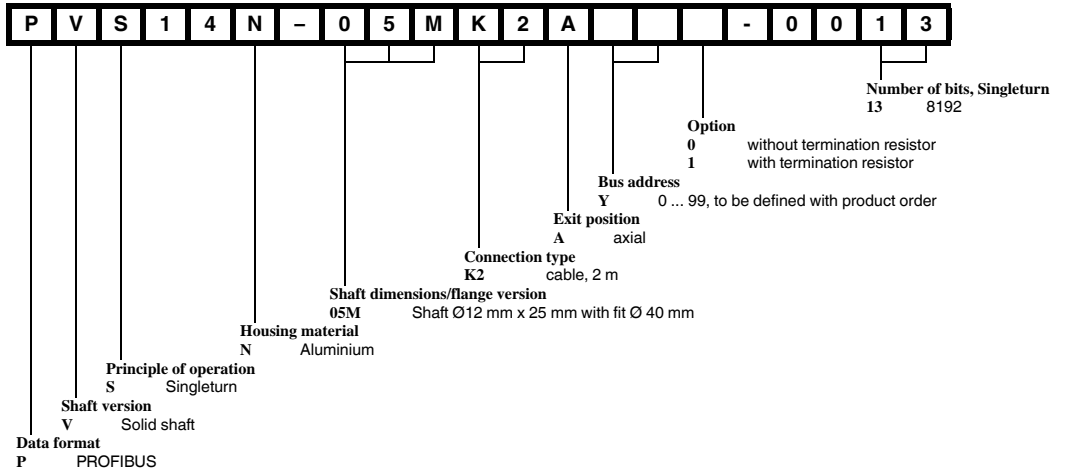 P V S 1 4 N – 0 5 M K 2 A - 0 0 1 3
Number of bits, Singleturn
13 8192
Option
0 without termination resistor
1 with termination resistor
Bus address
Y 0 ... 99, to be defined with product order
Exit position
A axial
Connection type
K2 cable, 2 m
Shaft dimensions/flange version
05M Shaft Ø12 mm x 25 mm with fit Ø 40 mm
Housing material
N Aluminium
Principle of operation
S Singleturn
Shaft version
V Solid shaft
Data format
P PROFIBUS